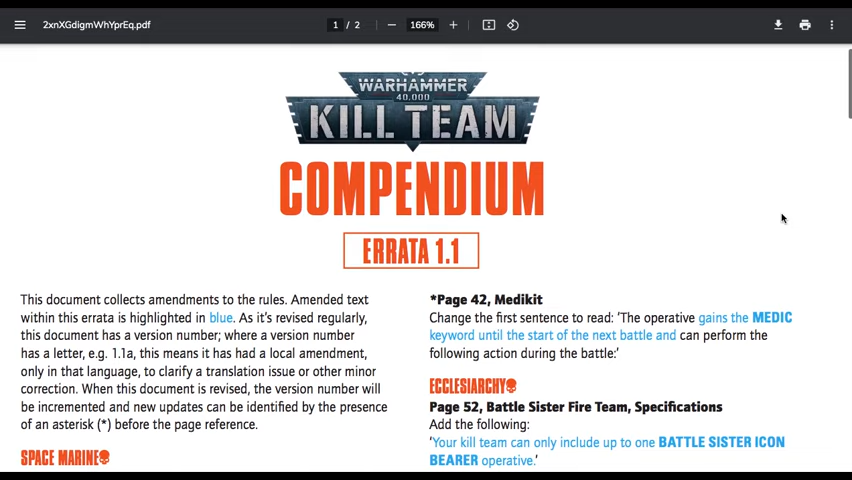 2xnXGdigmWhYprEq.pdf
1 / 2
166%
WARHAMMER
40,000
KILL TEAM
COMPENDIUM
ERRATA 1.1
This document collects amendments to the rules. Amended text
within this errata is highlighted in blue. As it's revised regularly,
this document has a version number; where a version number
has a letter, e.g. 1.1a, this means it has had a local amendment,
only in that language, to clarify a translation issue or other minor
correction. When this document is revised, the version number will
be incremented and new updates can be identified by the presence
of an asterisk (*) before the page reference.
SPACE MARINE
*Page 42, Medikit
Change the first sentence to read: 'The operative gains the MEDIC
keyword until the start of the next battle and can perform the
following action during the battle:'
ECCLESIARCHY
Page 52, Battle Sister Fire Team, Specifications
Add the following:
'Your kill team can only include up to one BATTLE SISTER ICON
BEARER operative.'